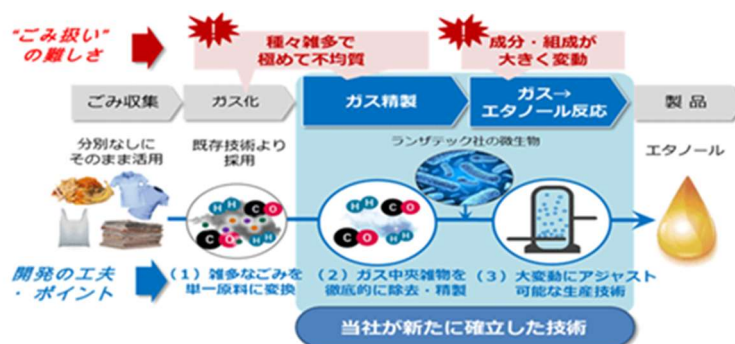 “ごみ扱い”
の難しさ
種々雑多で
極めて不均質
成分・組成が
大きく変動
ごみ収集
ガス化
ガス精製
ガス→
エタノール反応
製品
分別なしに
そのまま活用
既存技術より
採用
ランザテック社の微生物
エタノール
H H C O
C O H H
H H C O
C O H H
開発の工夫
・ポイント
（1）雑多なごみを
単一原料に変換
（2）ガス中夾雑物を
徹底的に除去・精製
（3）大変動にアジャスト
可能な生産技術
当社が新たに確立した技術